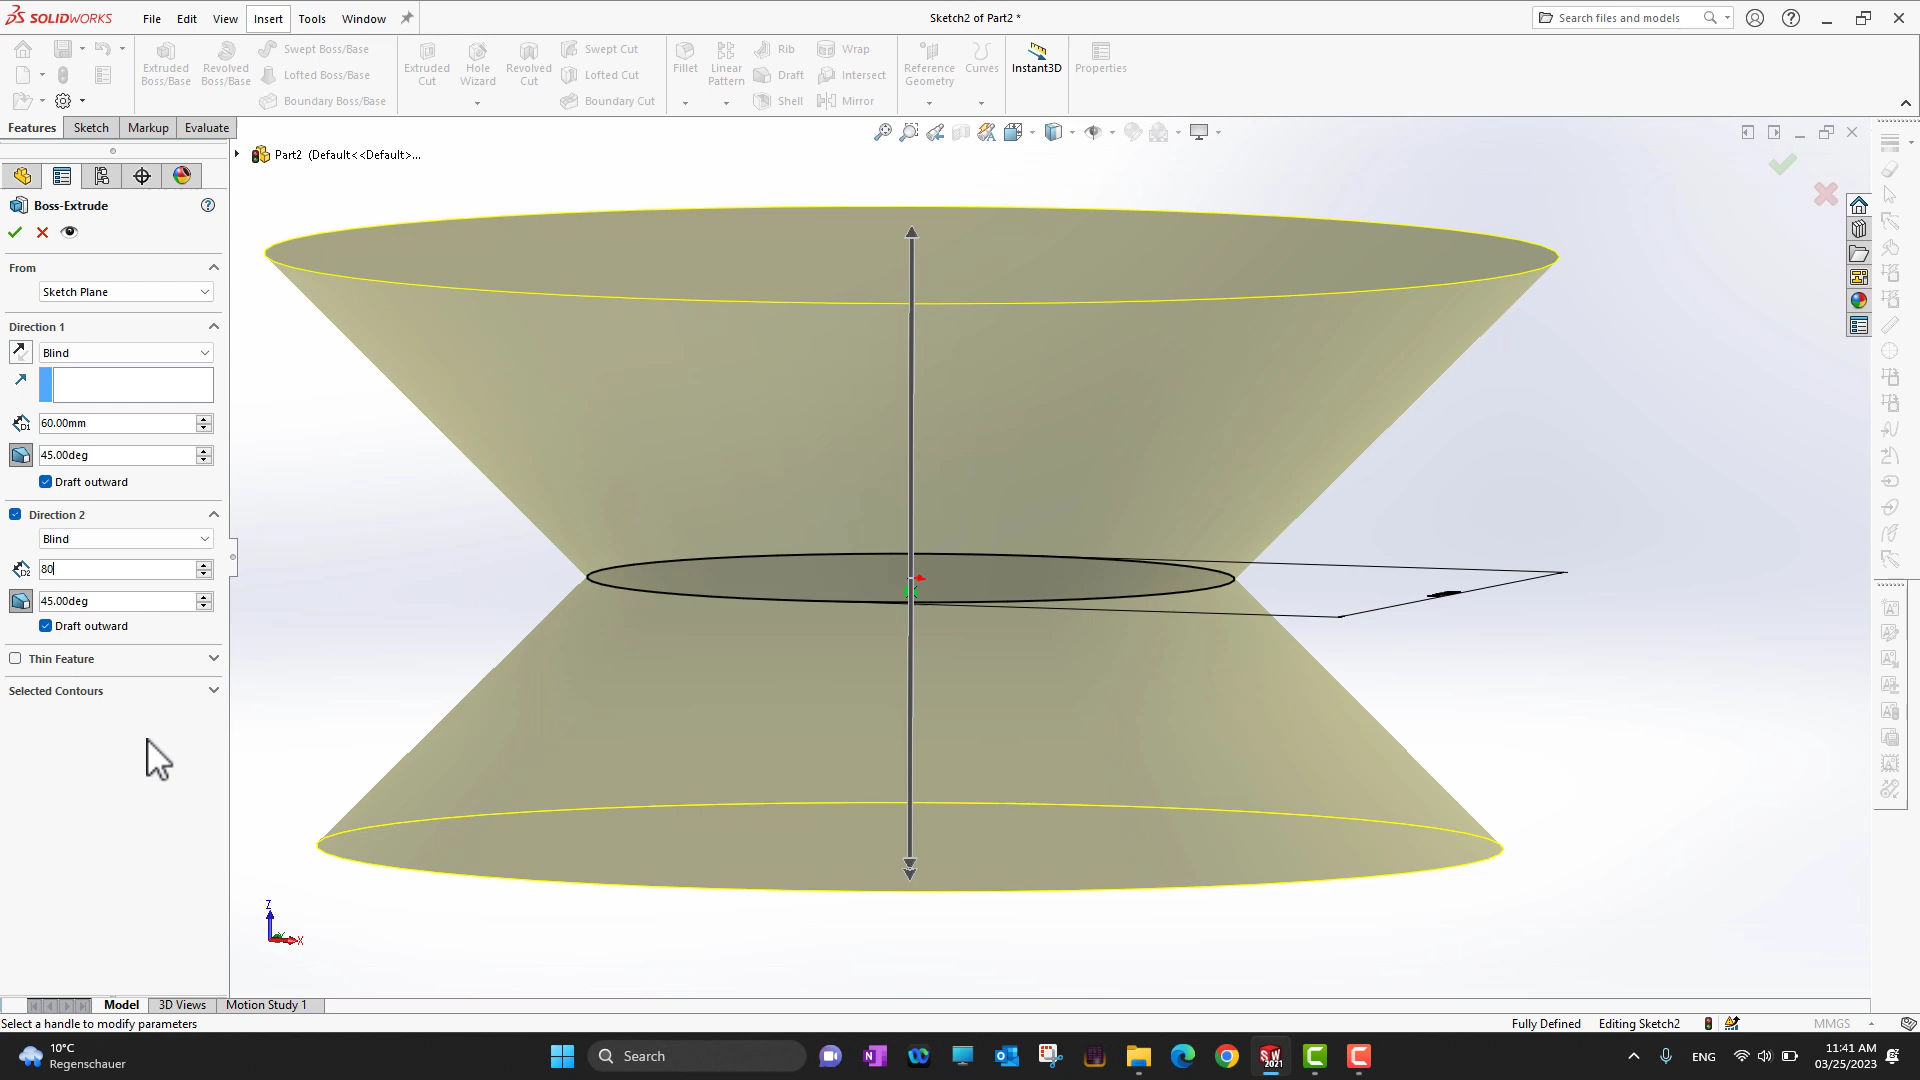 SOLIDWORKS
File
Edit
View
Insert
Tools
Window
Sketch2 of Part2 *
Search files and models
Extruded Boss/Base
Revolved Boss/Base
Swept Boss/Base
Lofted Boss/Base
Boundary Boss/Base
Extruded Cut
Hole Wizard
Revolved Cut
Swept Cut
Lofted Cut
Boundary Cut
Fillet
Linear Pattern
Rib
Draft
Shell
Wrap
Intersect
Mirror
Reference Geometry
Curves
Instant3D
Properties
Features
Sketch
Markup
Evaluate
Part2 (Default<<Default>...
Boss-Extrude
From
Sketch Plane
Direction 1
Blind
D1
60.00mm
45.00deg
Draft outward
Direction 2
Blind
D2
80
45.00deg
Draft outward
Thin Feature
Selected Contours
Z
X
Model
3D Views
Motion Study 1
Select a handle to modify parameters
Fully Defined
Editing Sketch2
MMGS
10°C
Regenschauer
Search
SW
2021
ENG
11:41 AM
03/25/2023